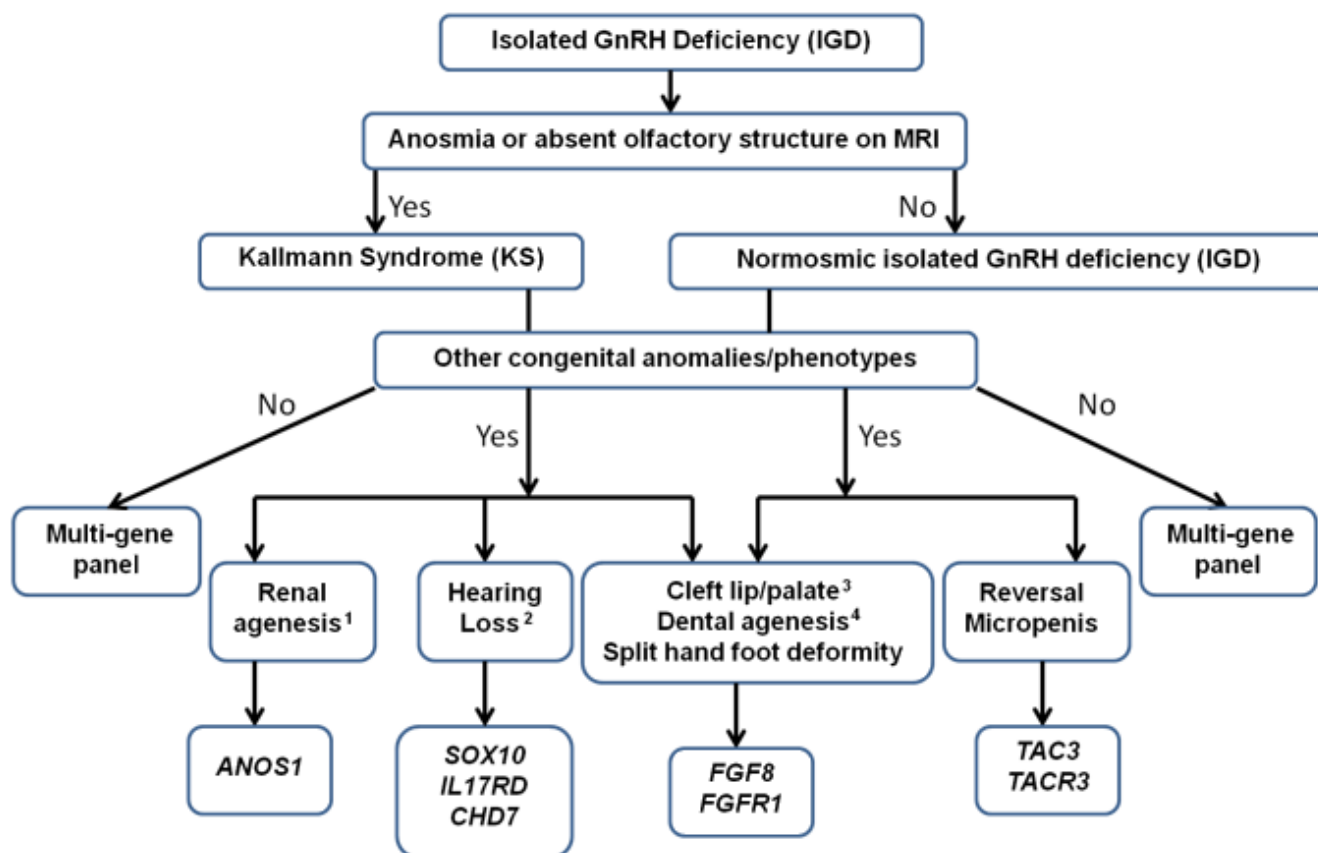 Isolated GnRH Deficiency (IGD)
Anosmia or absent olfactory structure on MRI
Yes
No
Kallmann Syndrome (KS)
Normosmic isolated GnRH deficiency (IGD)
Other congenital anomalies/phenotypes
No
Yes
Yes
No
Multi-gene
panel
Renal
agenesis¹
Hearing
Loss²
Cleft lip/palate³
Dental agenesis⁴
Split hand foot deformity
Reversal
Micropenis
Multi-gene
panel
ANOS1
SOX10
IL17RD
CHD7
FGF8
FGFR1
TAC3
TACR3